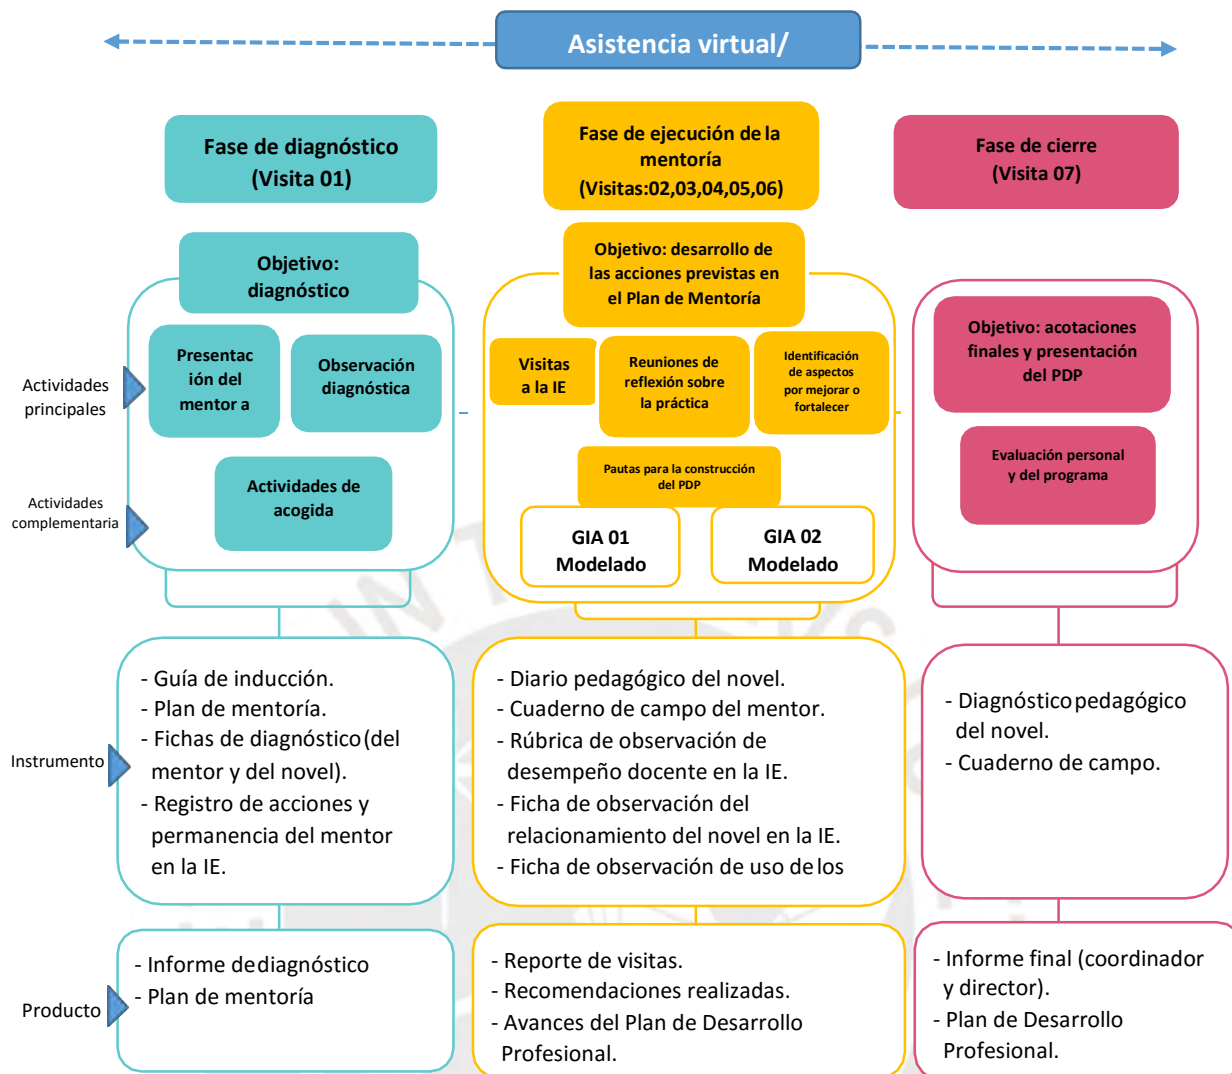 Asistencia virtual/
Fase de diagnóstico
(Visita 01)
Fase de ejecución de la
mentoría
(Visitas:02,03,04,05,06)
Fase de cierre
(Visita 07)
Objetivo:
diagnóstico
Objetivo: desarrollo de
las acciones previstas en
el Plan de Mentoría
Objetivo: acotaciones
finales y presentación
del PDP
Actividades
principales
Presentac
ión del
mentor a
Observación
diagnóstica
Visitas
a la IE
Reuniones de
reflexión sobre
la práctica
Identificación
de aspectos
por mejorar o
fortalecer
Evaluación personal
y del programa
Actividades
complementaria
Actividades de
acogida
Pautas para la construcción
del PDP
GIA 01
Modelado
GIA 02
Modelado
Instrumento
- Guía de inducción.
- Plan de mentoría.
- Fichas de diagnóstico (del
mentor y del novel).
- Registro de acciones y
permanencia del mentor
en la IE.
- Diario pedagógico del novel.
- Cuaderno de campo del mentor.
- Rúbrica de observación de
desempeño docente en la IE.
- Ficha de observación del
relacionamiento del novel en la IE.
- Ficha de observación de uso de los
- Diagnóstico pedagógico
del novel.
- Cuaderno de campo.
Producto
- Informe de diagnóstico
- Plan de mentoría
- Reporte de visitas.
- Recomendaciones realizadas.
- Avances del Plan de Desarrollo
Profesional.
- Informe final (coordinador
y director).
- Plan de Desarrollo
Profesional.